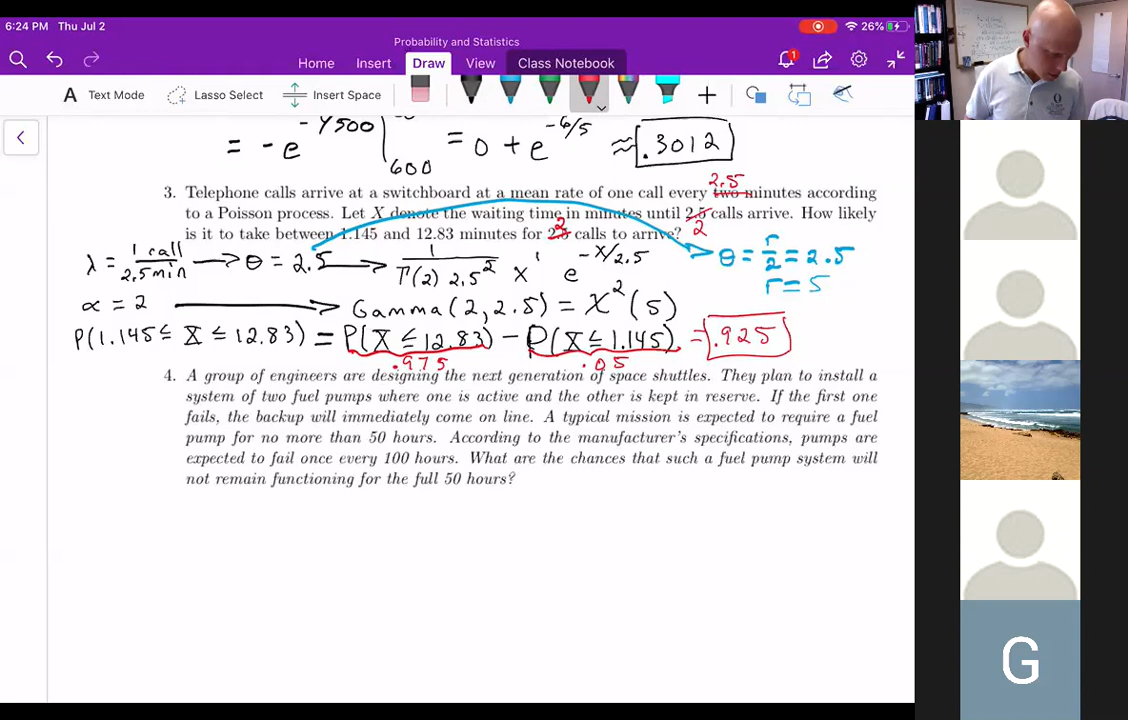 6:24 PM Thu Jul 2
26%
Probability and Statistics
Home Insert Draw View Class Notebook
1
A Text Mode Lasso Select Insert Space
= -e^{-y/500} |_{600} = 0 + e^{-6/5} ≈ .3012
2.5
3. Telephone calls arrive at a switchboard at a mean rate of one call every two minutes according
to a Poisson process. Let X denote the waiting time in minutes until 2.5 calls arrive. How likely
2
is it to take between 1.145 and 12.83 minutes for 2.5 calls to arrive?
λ = 1 call / 2.5 min → θ = 2.5 → 1 / Γ(2) 2.5^2 x^1 e^{-x/2.5} → θ = r/2 = 2.5
r = 5
α = 2 → Gamma(2, 2.5) = X^2(5)
P(1.145 ≤ X ≤ 12.83) = P(X ≤ 12.83) - P(X ≤ 1.145) = .925
.975 .05
4. A group of engineers are designing the next generation of space shuttles. They plan to install a
system of two fuel pumps where one is active and the other is kept in reserve. If the first one
fails, the backup will immediately come on line. A typical mission is expected to require a fuel
pump for no more than 50 hours. According to the manufacturer's specifications, pumps are
expected to fail once every 100 hours. What are the chances that such a fuel pump system will
not remain functioning for the full 50 hours?
G